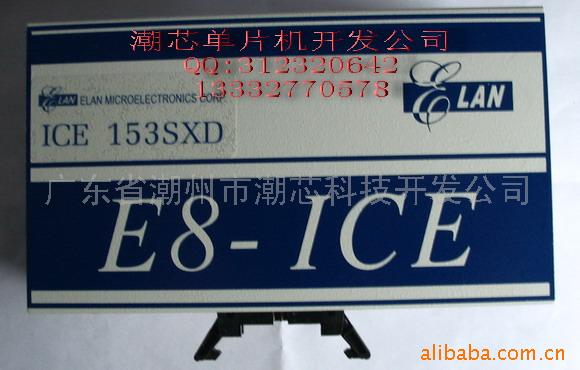 潮芯单片机开发公司
QQ:312320642
13332770578
ELAN ELAN MICROELECTRONICS CORP
ELAN
ICE 153SXD
广东省潮州市潮芯科技开发公司
E8-ICE
alibaba.com.cn